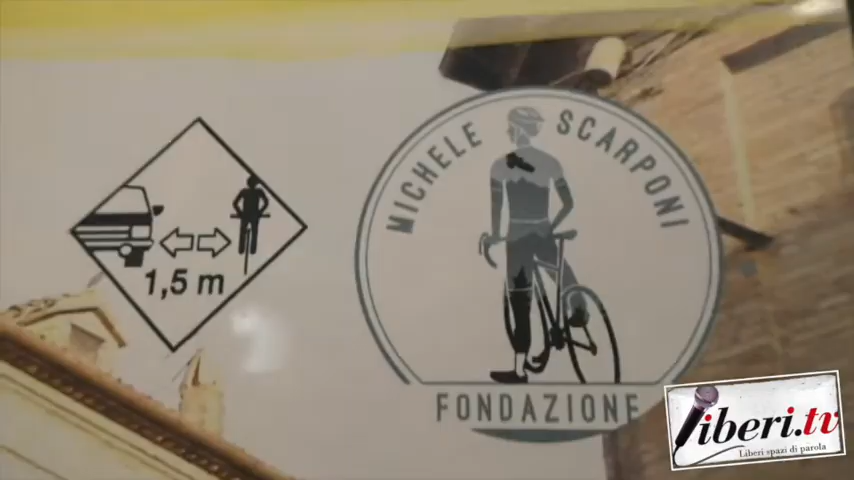 1,5 m
MICHELE SCARPONI
FONDAZIONE
liberi.tv
Liberi spazi di parola